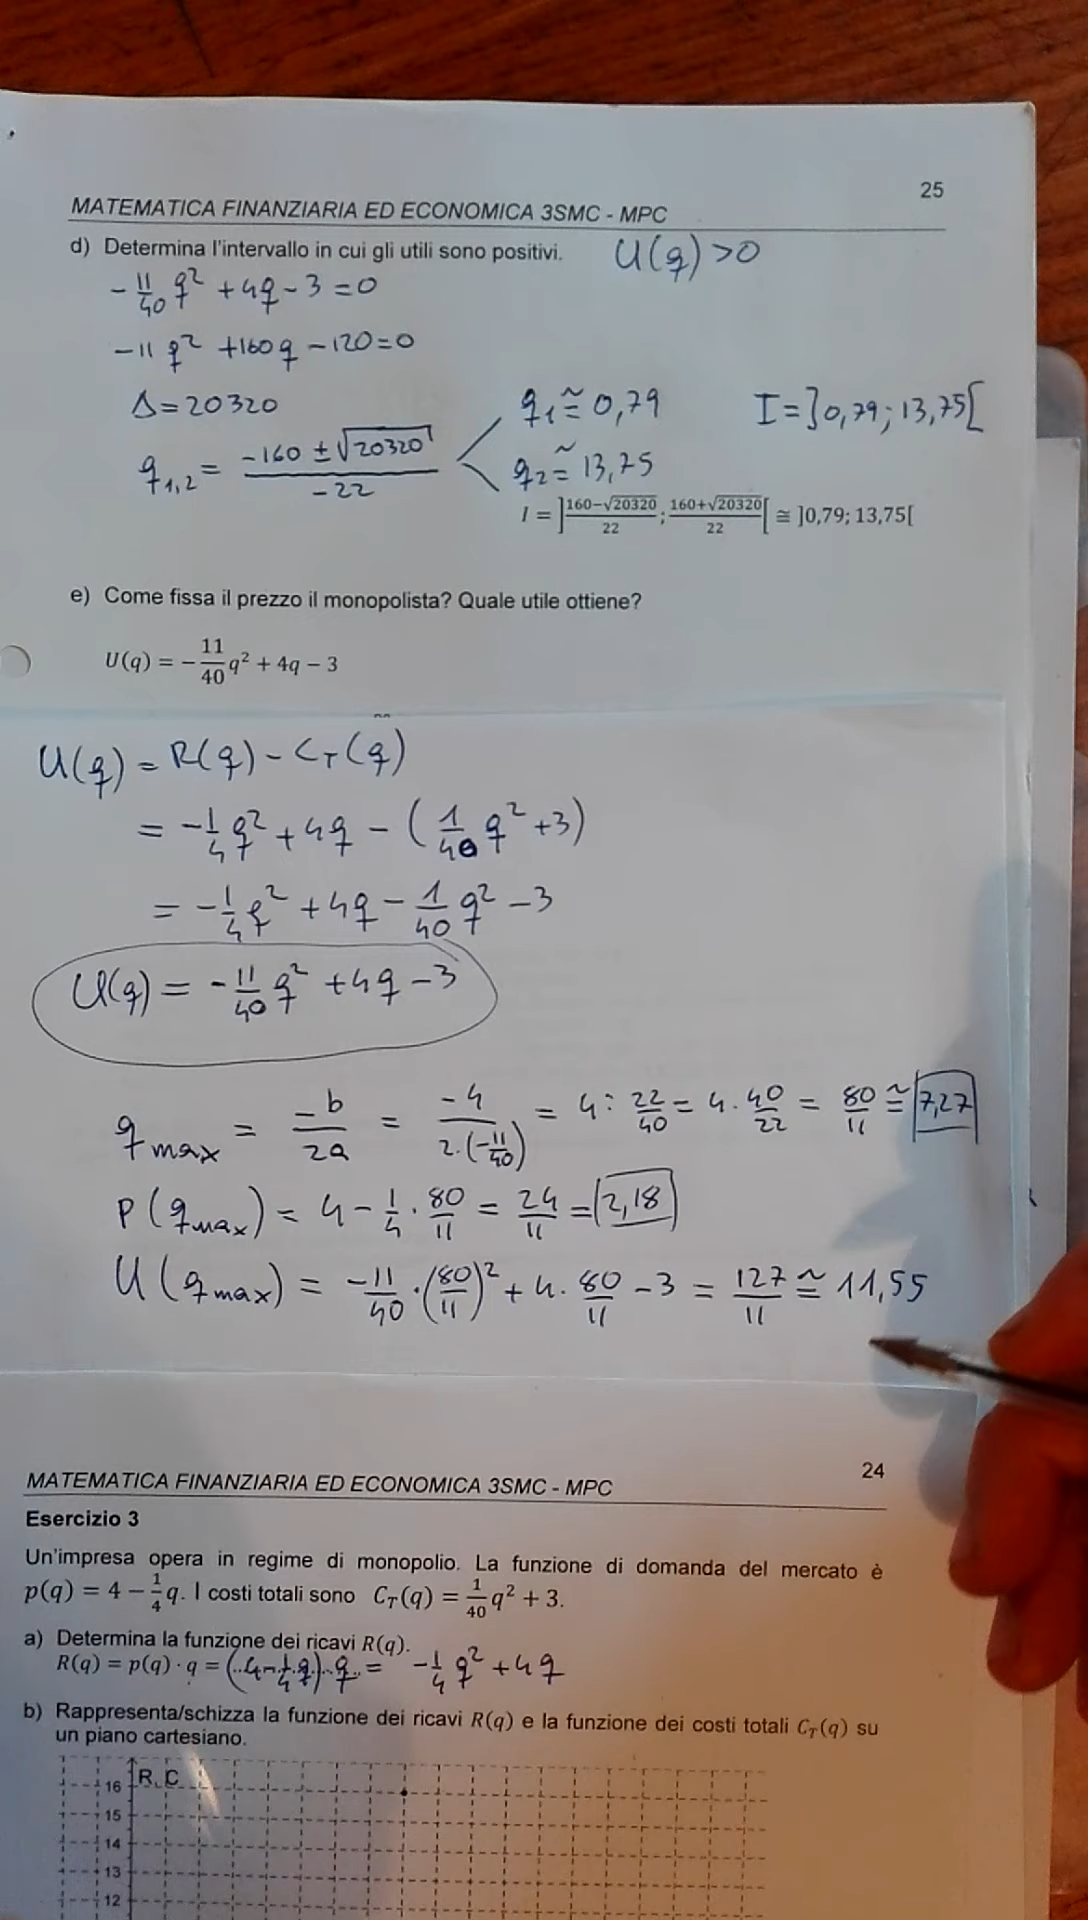 25
MATEMATICA FINANZIARIA ED ECONOMICA 3SMC - MPC
d) Determina l'intervallo in cui gli utili sono positivi. U(q) >0
-11/40 q² +4q-3=0
-11 q² +160q -120=0
Δ=20320
q1,2 = (-160 ±√20320)/-22
q1 ≅ 0,79
q2 ≅ 13,75
I=]0,79; 13,75[
I = ](160−√20320)/22 ; (160+√20320)/22[ ≅ ]0,79; 13,75[
e) Come fissa il prezzo il monopolista? Quale utile ottiene?
U(q) = −11/40 q² + 4q − 3
U(q) = R(q) - CT(q)
= -1/4 q² + 4q - (1/40 q² +3)
= -1/4 q² +4q - 1/40 q² -3
U(q) = -11/40 q² +4q -3
qmax = -b/2a = -4/(2·(-11/40)) = 4: 22/40 = 4· 40/22 = 80/11 ≅ 7,27
P(qmax) = 4 - 1/4 · 80/11 = 24/11 = 2,18
U(qmax) = -11/40 ·(80/11)² + 4· 80/11 -3 = 127/11 ≅ 11,55
24
MATEMATICA FINANZIARIA ED ECONOMICA 3SMC - MPC
Esercizio 3
Un'impresa opera in regime di monopolio. La funzione di domanda del mercato è
p(q) = 4 − 1/4 q. I costi totali sono CT(q) = 1/40 q² + 3.
a) Determina la funzione dei ricavi R(q).
R(q) = p(q) · q = (4-1/4 q) q = -1/4 q² +4q
b) Rappresenta/schizza la funzione dei ricavi R(q) e la funzione dei costi totali CT(q) su
un piano cartesiano.
R, C
16
15
14
13
12